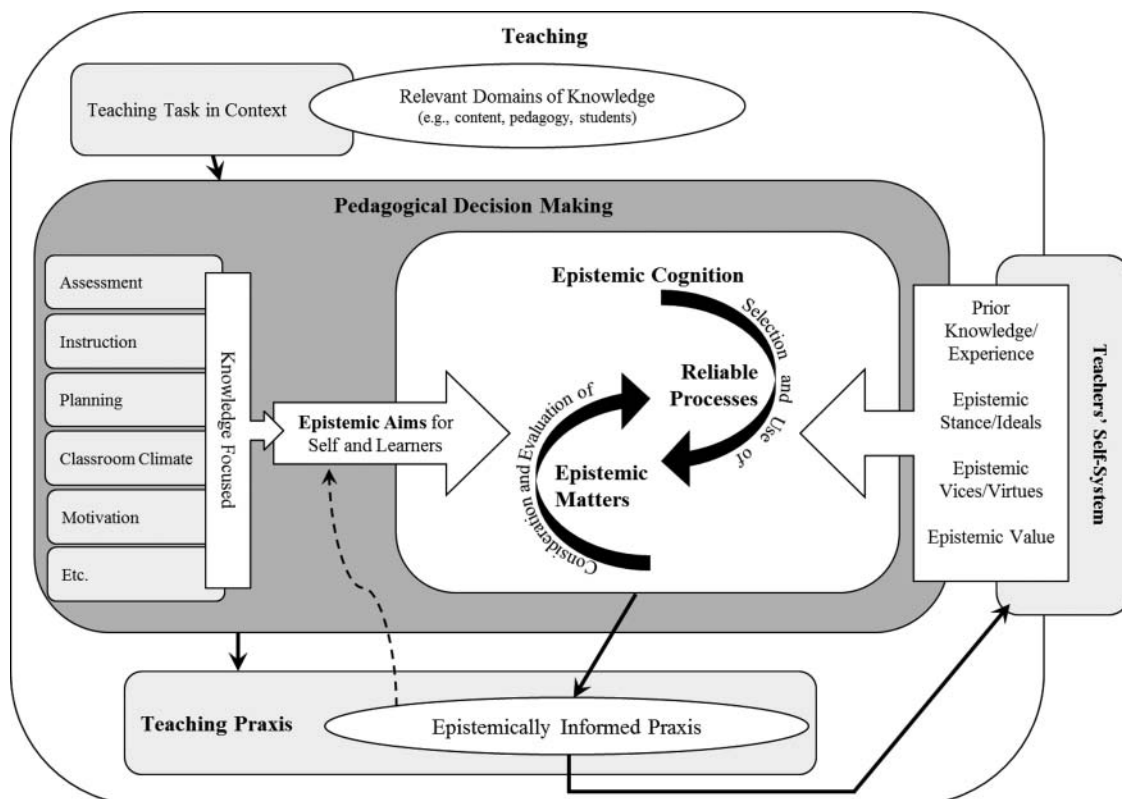 Teaching
Teaching Task in Context
Relevant Domains of Knowledge
(e.g., content, pedagogy, students)
Pedagogical Decision Making
Assessment
Instruction
Planning
Classroom Climate
Motivation
Etc.
Knowledge Focused
Epistemic Aims for
Self and Learners
Epistemic Cognition
Selection and Use of
Reliable
Processes
Consideration and Evaluation of
Epistemic
Matters
Prior
Knowledge/
Experience
Epistemic
Stance/Ideals
Epistemic
Vices/Virtues
Epistemic Value
Teachers' Self-System
Teaching Praxis
Epistemically Informed Praxis